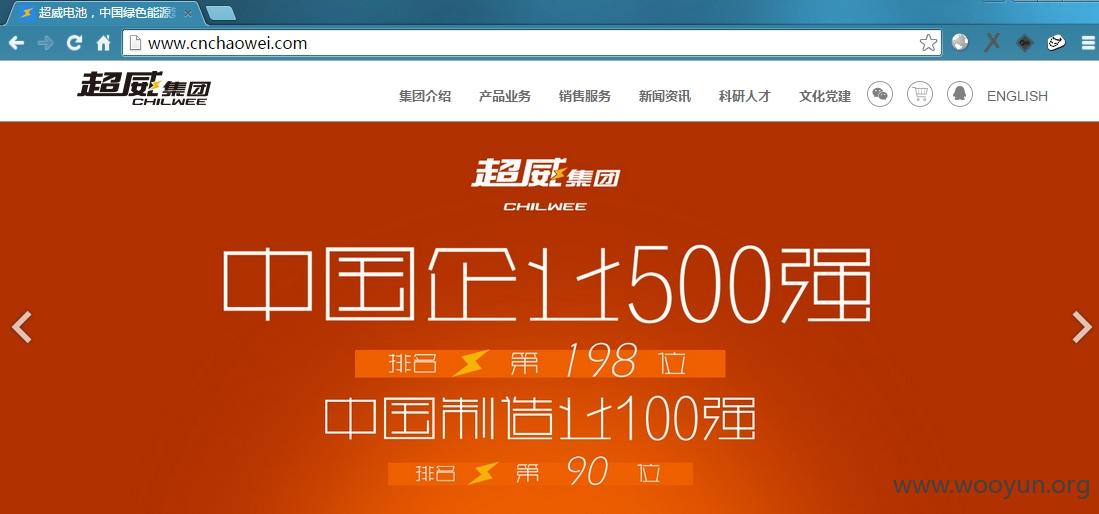 超威电池，中国绿色能源
www.cnchaowei.com
超威集团
CHILWEE
集团介绍 产品业务 销售服务 新闻资讯 科研人才 文化党建 ENGLISH
超威集团
CHILWEE
中国企业500强
排名 第 198 位
中国制造业100强
排名 第 90 位
www.wooyun.org